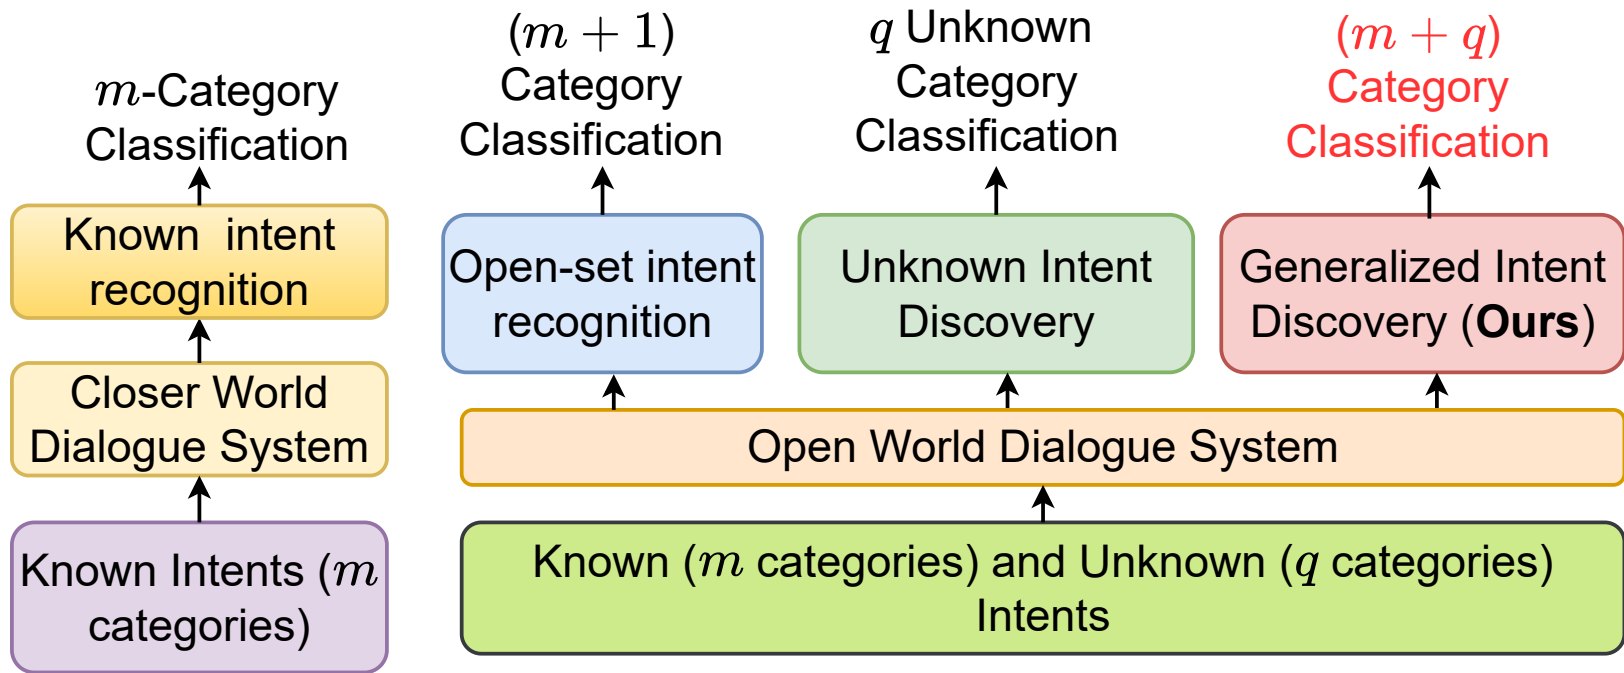 m-Category
Classification
Known intent
recognition
Closer World
Dialogue System
Known Intents (m
categories)
(m + 1)
Category
Classification
Open-set intent
recognition
q Unknown
Category
Classification
Unknown Intent
Discovery
(m + q)
Category
Classification
Generalized Intent
Discovery (Ours)
Open World Dialogue System
Known (m categories) and Unknown (q categories)
Intents